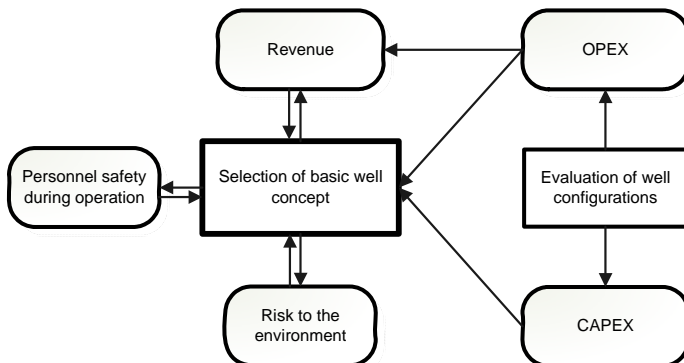 Revenue
OPEX
Personnel safety
during operation
Selection of basic well
concept
Evaluation of well
configurations
Risk to the
environment
CAPEX